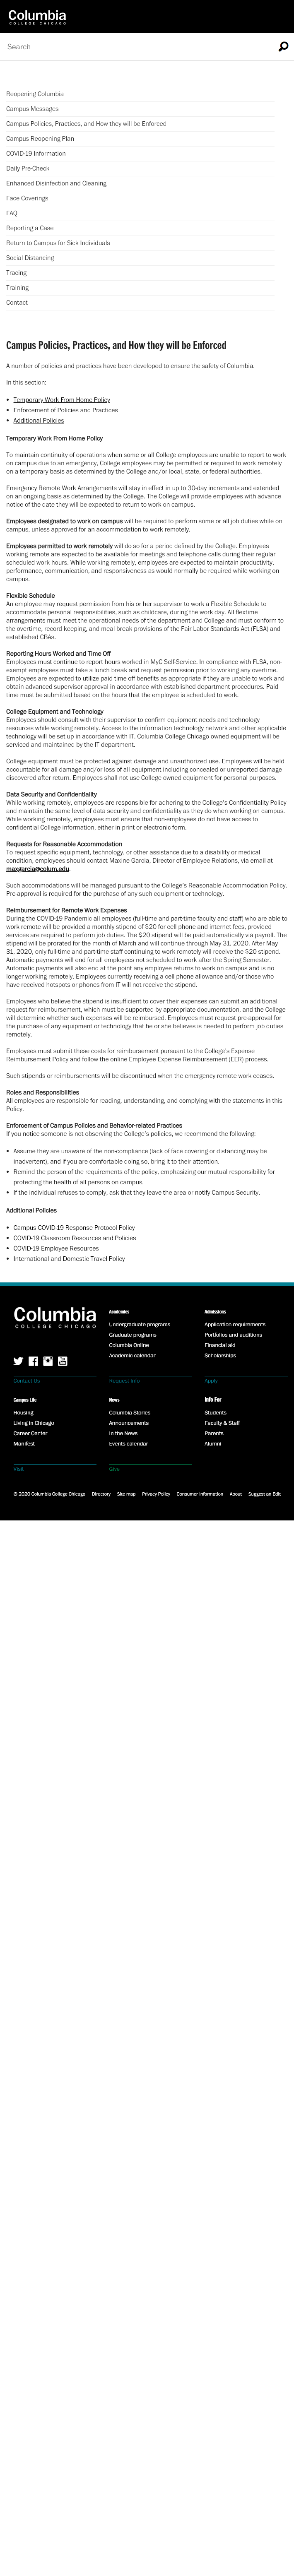 Columbia
COLLEGE CHICAGO
Search
Reopening Columbia
Campus Messages
Campus Policies, Practices, and How they will be Enforced
Campus Reopening Plan
COVID-19 Information
Daily Pre-Check
Enhanced Disinfection and Cleaning
Face Coverings
FAQ
Reporting a Case
Return to Campus for Sick Individuals
Social Distancing
Tracing
Training
Contact
Campus Policies, Practices, and How they will be Enforced
A number of policies and practices have been developed to ensure the safety of Columbia.
In this section:
• Temporary Work From Home Policy
• Enforcement of Policies and Practices
• Additional Policies
Temporary Work From Home Policy
To maintain continuity of operations when some or all College employees are unable to report to work
on campus due to an emergency, College employees may be permitted or required to work remotely
on a temporary basis as determined by the College and/or local, state, or federal authorities.
Emergency Remote Work Arrangements will stay in effect in up to 30-day increments and extended
on an ongoing basis as determined by the College. The College will provide employees with advance
notice of the date they will be expected to return to work on campus.
Employees designated to work on campus will be required to perform some or all job duties while on
campus, unless approved for an accommodation to work remotely.
Employees permitted to work remotely will do so for a period defined by the College. Employees
working remote are expected to be available for meetings and telephone calls during their regular
scheduled work hours. While working remotely, employees are expected to maintain productivity,
performance, communication, and responsiveness as would normally be required while working on
campus.
Flexible Schedule
An employee may request permission from his or her supervisor to work a Flexible Schedule to
accommodate personal responsibilities, such as childcare, during the work day. All flexible
arrangements must meet the operational needs of the department and must conform to policies related
to overtime, record keeping, and meal break provisions of the Fair Labor Standards Act (FLSA) and
established CBAs.
Reporting Hours Worked and Time Off
Employees must continue to report hours worked in MyC Self-Service. In compliance with FLSA, non-
exempt employees must take a lunch break and request permission prior to working any overtime.
Employees are expected to utilize paid time off benefits as appropriate if they are unable to work and
obtain advanced supervisor approval in accordance with established department procedures. Paid
time must be submitted for the hours that the employee is scheduled to work.
College Equipment and Technology
Employees should consult with their supervisor to confirm equipment needs and technology
resources while working remotely. Access to the information technology network and other applicable
technology will be set up in accordance with IT. Columbia College Chicago owned equipment will be
serviced and maintained by the IT department.
College equipment must be protected against damage and unauthorized use. Employees will be held
accountable for all damage and/or loss of all equipment including concealed or unreported damage
discovered after return. Employees shall not use College owned equipment for personal purposes.
Data Security and Confidentiality
While working remotely, employees are responsible for adhering to the College's Confidentiality Policy
and must maintain the same level of data security and confidentiality as they do when working on campus.
While working remotely, employees must ensure that non-employees do not have access to
confidential College information, either in print or electronic form.
Requests for Reasonable Accommodation
To request specific equipment, technology, or other assistance due to a disability or medical
condition, employees should contact Maxine Garcia, Director of Employee Relations, via email at
maxgarcia@colum.edu.
Such accommodations will be managed pursuant to the College's Reasonable Accommodation Policy.
Pre-approval is required for the purchase of any such equipment or technology.
Reimbursement for Remote Work Expenses
During the COVID-19 Pandemic all employees (full-time and part-time faculty and staff) who are able to
work remote will be provided a monthly stipend of $20 for cell phone and internet fees, provided
services are required to perform job duties. The $20 stipend will be paid automatically via payroll. The
stipend will be prorated for the month of March and will continue through May 31, 2020. After May
31, 2020, only full-time and part-time staff continuing to work remotely will receive the $20 stipend.
Automatic payments will end for all employees not scheduled to work after the Spring Semester.
Automatic payments will also end at the point any employee returns to work on campus and is no
longer working remotely. Employees currently receiving a cell phone allowance and/or those who
have received hotspots or phones from IT will not receive the stipend.
Employees who believe the stipend is insufficient to cover their expenses can submit an additional
request for reimbursement, which must be supported by appropriate documentation, and the College
will determine whether such expenses will be reimbursed. Employees must request pre-approval for
the purchase of any equipment or technology that he or she believes is needed to perform job duties
remotely.
Employees must submit these costs for reimbursement pursuant to the College's Expense
Reimbursement Policy and follow the online Employee Expense Reimbursement (EER) process.
Such stipends or reimbursements will be discontinued when the emergency remote work ceases.
Roles and Responsibilities
All employees are responsible for reading, understanding, and complying with the statements in this
Policy.
Enforcement of Campus Policies and Behavior-related Practices
If you notice someone is not observing the College's policies, we recommend the following:
• Assume they are unaware of the non-compliance (lack of face covering or distancing may be
inadvertent), and if you are comfortable doing so, bring it to their attention.
• Remind the person of the requirements of the policy, emphasizing our mutual responsibility for
protecting the health of all persons on campus.
• If the individual refuses to comply, ask that they leave the area or notify Campus Security.
Additional Policies
• Campus COVID-19 Response Protocol Policy
• COVID-19 Classroom Resources and Policies
• COVID-19 Employee Resources
• International and Domestic Travel Policy
Columbia
COLLEGE CHICAGO
Contact Us
Academics
Undergraduate programs
Graduate programs
Columbia Online
Academic calendar
Request Info
Admissions
Application requirements
Portfolios and auditions
Financial aid
Scholarships
Apply
Campus Life
Housing
Living in Chicago
Career Center
Manifest
Visit
News
Columbia Stories
Announcements
In the News
Events calendar
Give
Info For
Students
Faculty & Staff
Parents
Alumni
© 2020 Columbia College Chicago Directory Site map Privacy Policy Consumer information About Suggest an Edit